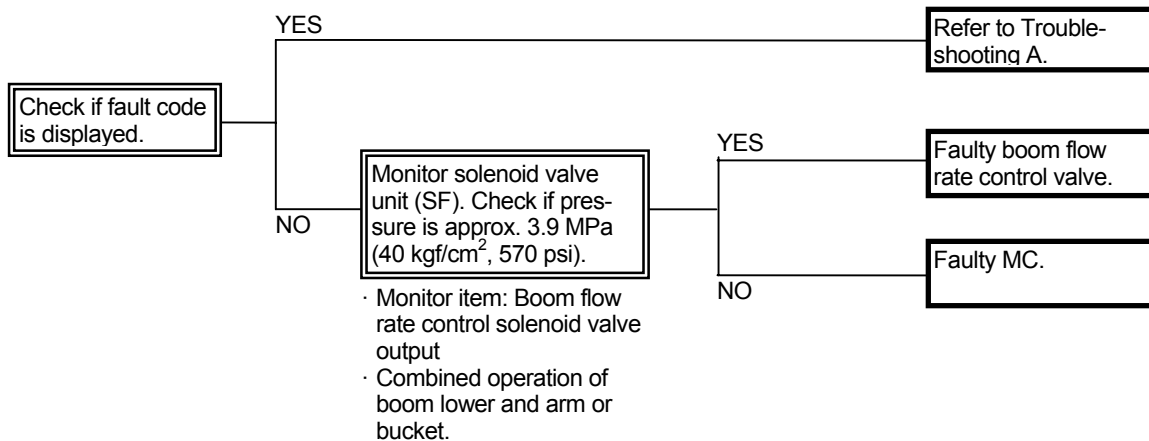 YES
Refer to Trouble-
shooting A.
Check if fault code
is displayed.
YES
Monitor solenoid valve
unit (SF). Check if pres-
sure is approx. 3.9 MPa
(40 kgf/cm², 570 psi).
Faulty boom flow
rate control valve.
NO
Faulty MC.
NO
· Monitor item: Boom flow
rate control solenoid valve
output
· Combined operation of
boom lower and arm or
bucket.